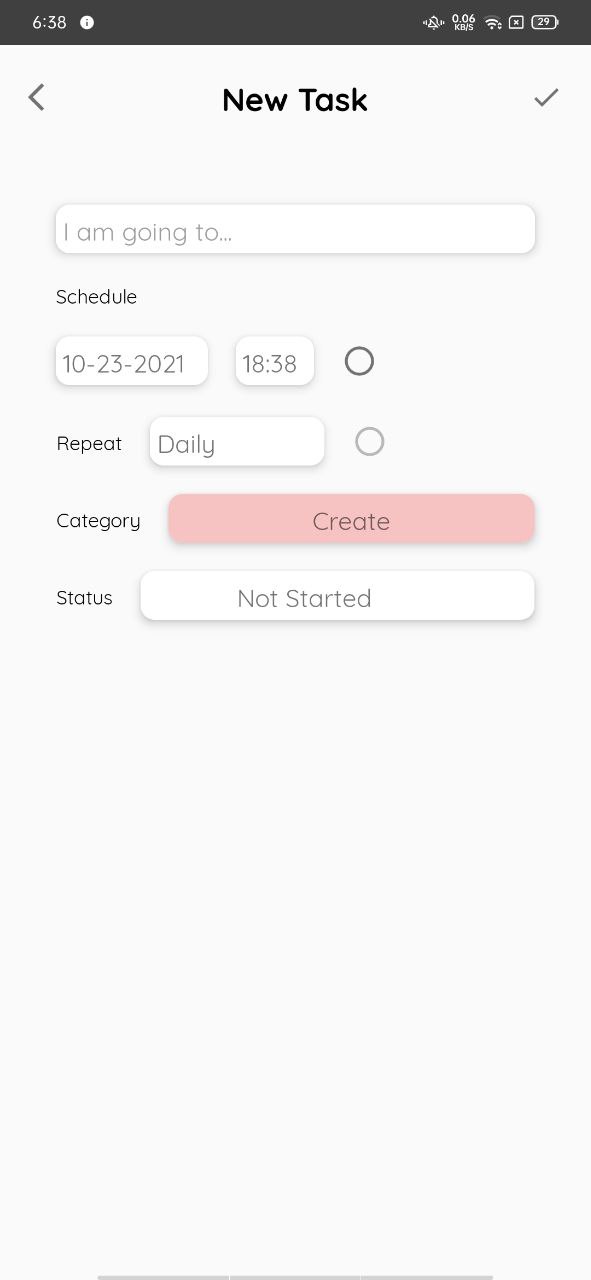 6:38 0.06 KB/S 29
New Task
I am going to...
Schedule
10-23-2021 18:38
Repeat Daily
Category Create
Status Not Started